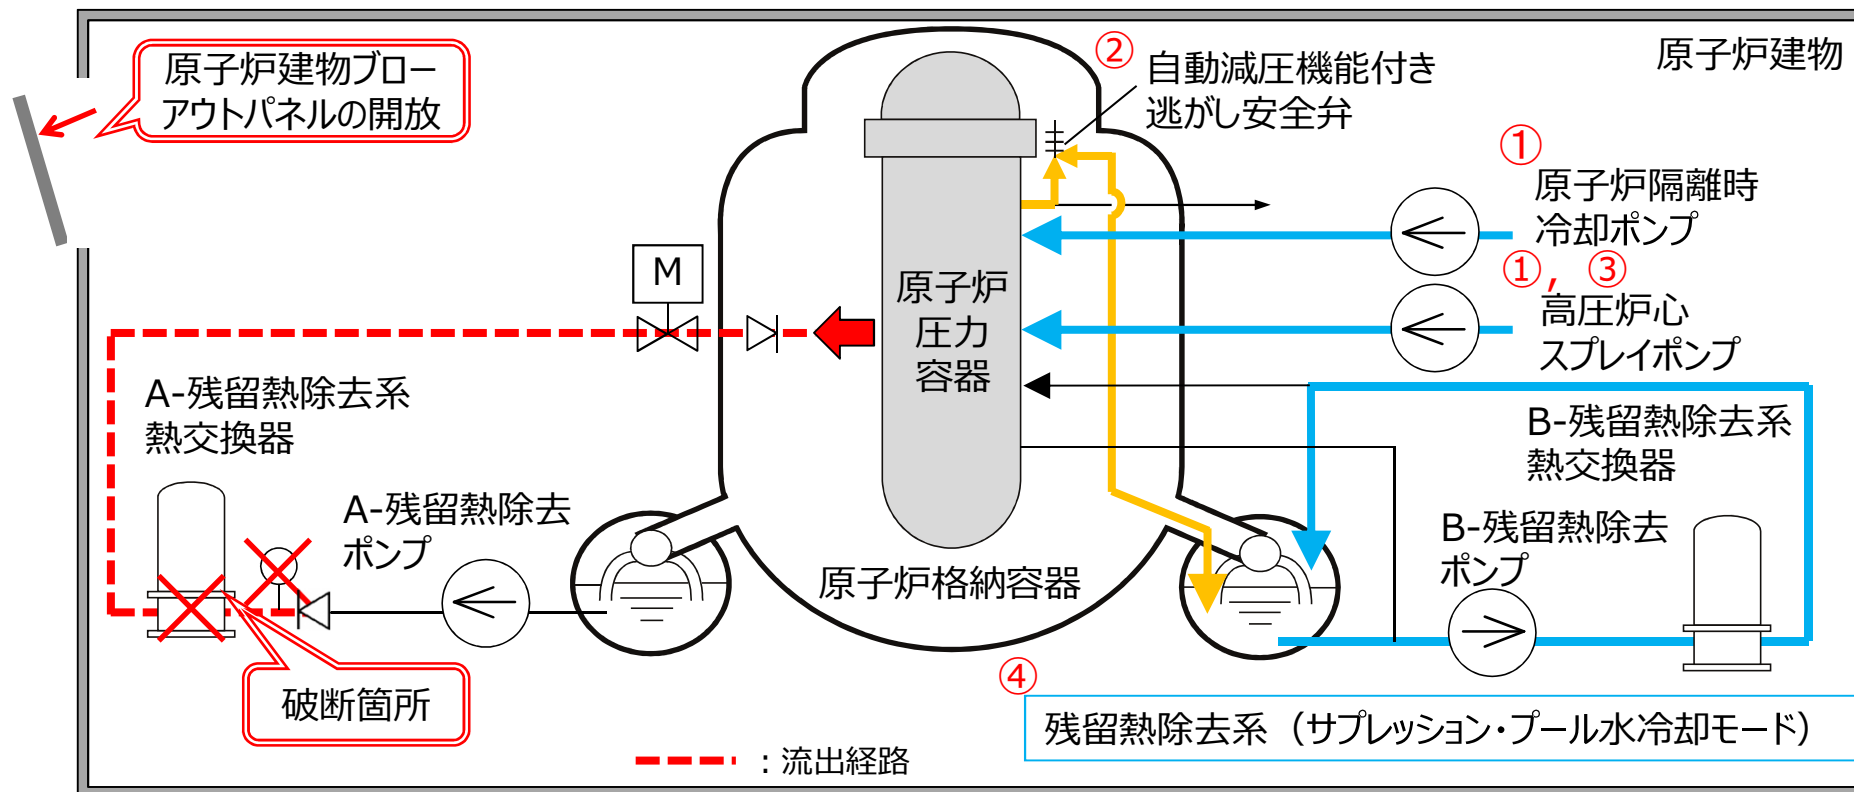 原子炉建物ブロー
アウトパネルの開放
②
自動減圧機能付き
逃がし安全弁
原子炉建物
①
原子炉隔離時
冷却ポンプ
①, ③
高圧炉心
スプレイポンプ
M
原子炉
圧力
容器
A-残留熱除去系
熱交換器
B-残留熱除去系
熱交換器
A-残留熱除去
ポンプ
B-残留熱除去
ポンプ
原子炉格納容器
破断箇所
④
残留熱除去系（サプレッション・プール水冷却モード）
：流出経路